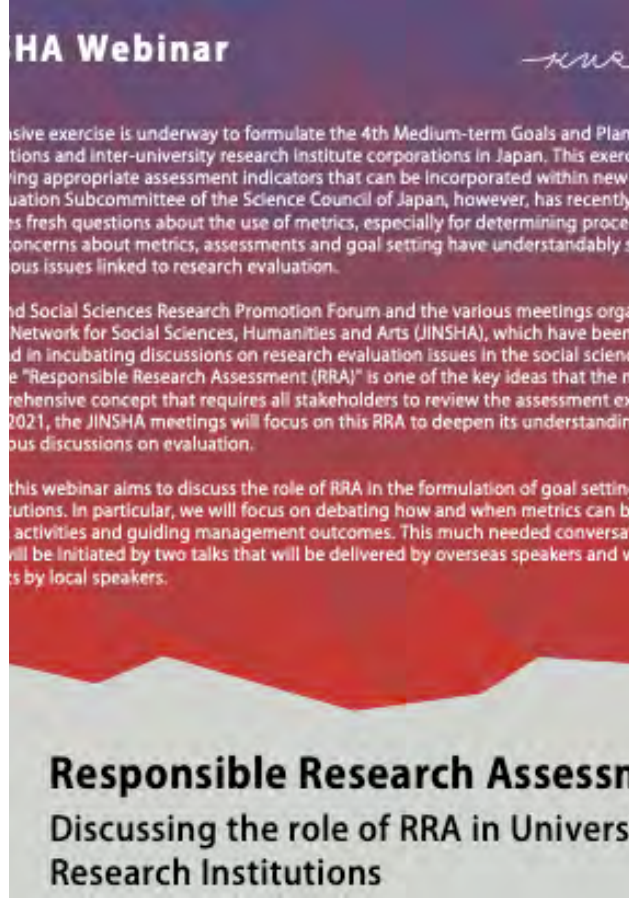 SHA Webinar
sive exercise is underway to formulate the 4th Medium-term Goals and Plan
tions and inter-university research institute corporations in Japan. This exerc
ving appropriate assessment indicators that can be incorporated within new
uation Subcommittee of the Science Council of Japan, however, has recently
es fresh questions about the use of metrics, especially for determining proce
concerns about metrics, assessments and goal setting have understandably s
ous issues linked to research evaluation.
nd Social Sciences Research Promotion Forum and the various meetings orga
Network for Social Sciences, Humanities and Arts (JINSHA), which have been
d in incubating discussions on research evaluation issues in the social scienc
e "Responsible Research Assessment (RRA)" is one of the key ideas that the m
rehensive concept that requires all stakeholders to review the assessment ex
2021, the JINSHA meetings will focus on this RRA to deepen its understandin
ous discussions on evaluation.
this webinar aims to discuss the role of RRA in the formulation of goal setting
tutions. In particular, we will focus on debating how and when metrics can b
activities and guiding management outcomes. This much needed conversa
will be initiated by two talks that will be delivered by overseas speakers and w
ts by local speakers.
Responsible Research Assessm
Discussing the role of RRA in Univers
Research Institutions